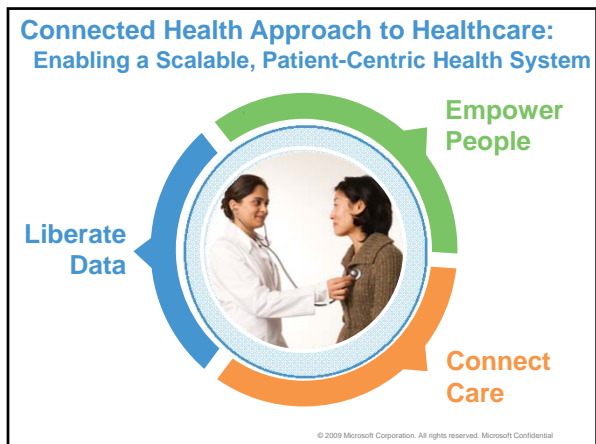 Connected Health Approach to Healthcare:
Enabling a Scalable, Patient-Centric Health System
Empower
People
Liberate
Data
Connect
Care
© 2009 Microsoft Corporation. All rights reserved. Microsoft Confidential